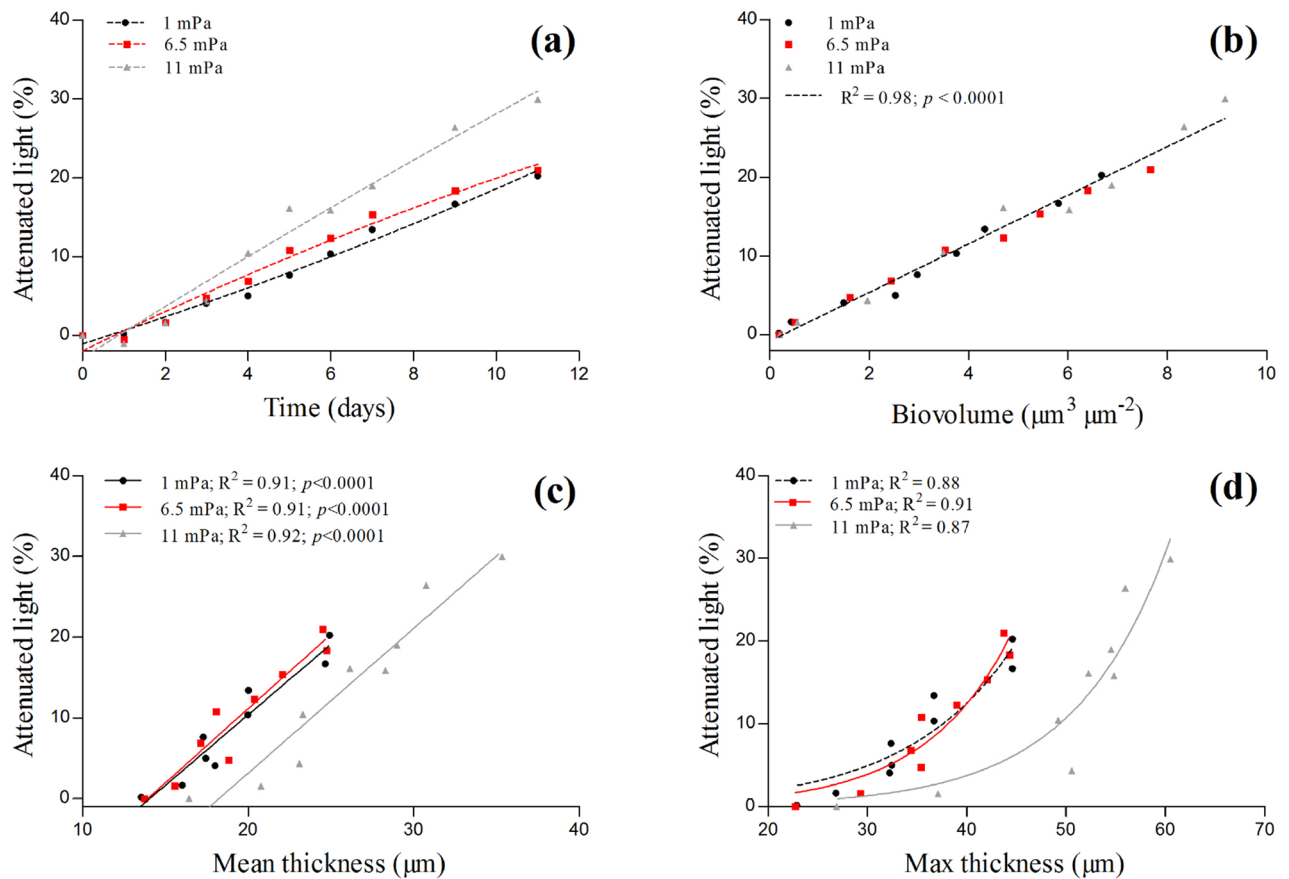 1 mPa
6.5 mPa
11 mPa
(a)
40
30
20
10
0
Attenuated light (%)
0 2 4 6 8 10 12
Time (days)
1 mPa
6.5 mPa
11 mPa
R² = 0.98; p < 0.0001
(b)
40
30
20
10
0
Attenuated light (%)
0 2 4 6 8 10
Biovolume (µm³ µm⁻²)
1 mPa; R² = 0.91; p<0.0001
6.5 mPa; R² = 0.91; p<0.0001
11 mPa; R² = 0.92; p<0.0001
(c)
40
30
20
10
0
Attenuated light (%)
10 20 30 40
Mean thickness (µm)
1 mPa; R² = 0.88
6.5 mPa; R² = 0.91
11 mPa; R² = 0.87
(d)
40
30
20
10
0
Attenuated light (%)
20 30 40 50 60 70
Max thickness (µm)